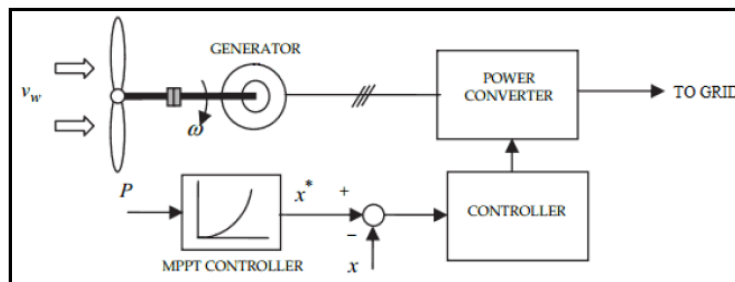 GENERATOR
POWER
CONVERTER
v_w
TO GRID
ω
P
x*
+
−
CONTROLLER
x
MPPT CONTROLLER